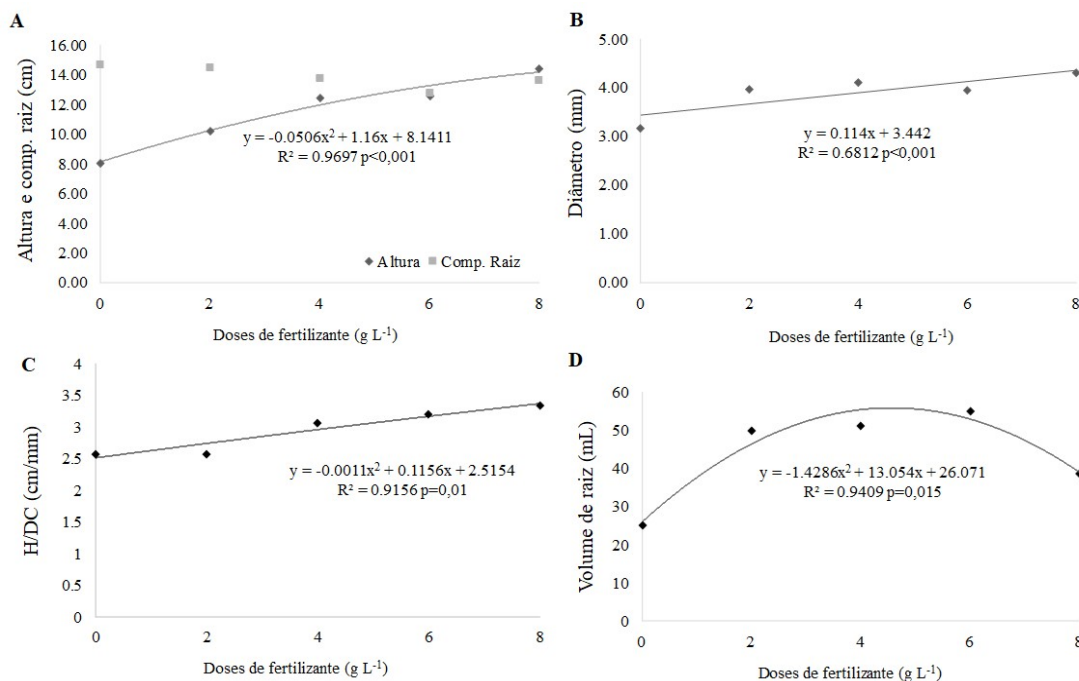 A
Altura e comp. raiz (cm)
16.00
14.00
12.00
10.00
8.00
6.00
4.00
2.00
0.00
y = -0.0506x² + 1.16x + 8.1411
R² = 0.9697 p<0,001
Altura Comp. Raiz
0 2 4 6 8
Doses de fertilizante (g L⁻¹)
B
Diâmetro (mm)
5.00
4.00
3.00
2.00
1.00
0.00
y = 0.114x + 3.442
R² = 0.6812 p<0,001
0 2 4 6 8
Doses de fertilizante (g L⁻¹)
C
H/DC (cm/mm)
4
3.5
3
2.5
2
1.5
1
0.5
0
y = -0.0011x² + 0.1156x + 2.5154
R² = 0.9156 p=0,01
0 2 4 6 8
Doses de fertilizante (g L⁻¹)
D
Volume de raiz (mL)
60
50
40
30
20
10
0
y = -1.4286x² + 13.054x + 26.071
R² = 0.9409 p=0,015
0 2 4 6 8
Doses de fertilizante (g L⁻¹)